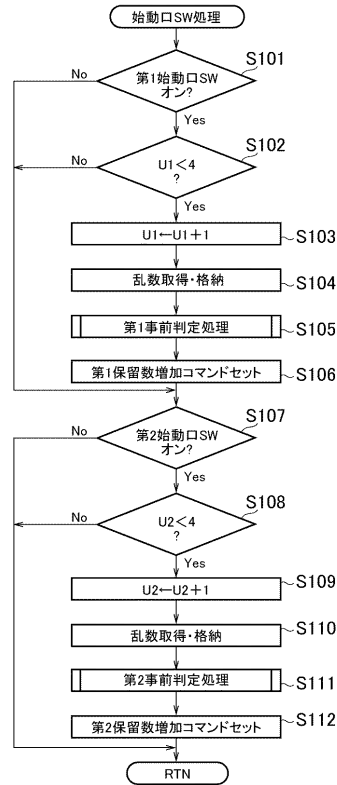 始動口SW処理
S101
No
第1始動口SW
オン?
Yes
S102
No
U1<4
?
Yes
U1←U1+1
S103
乱数取得・格納
S104
第1事前判定処理
S105
第1保留数増加コマンドセット
S106
S107
No
第2始動口SW
オン?
Yes
S108
No
U2<4
?
Yes
U2←U2+1
S109
乱数取得・格納
S110
第2事前判定処理
S111
第2保留数増加コマンドセット
S112
RTN